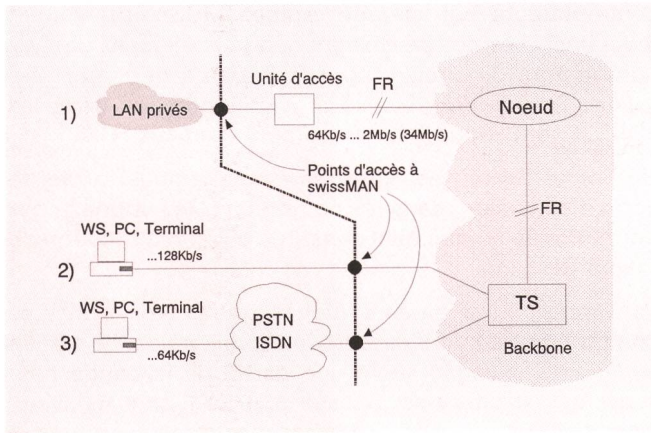 1)
LAN privés
Unité d'accès
FR
64Kb/s ... 2Mb/s (34Mb/s)
Noeud
Points d'accès à
swissMAN
FR
WS, PC, Terminal
2)
...128Kb/s
WS, PC, Terminal
3)
...64Kb/s
PSTN
ISDN
TS
Backbone